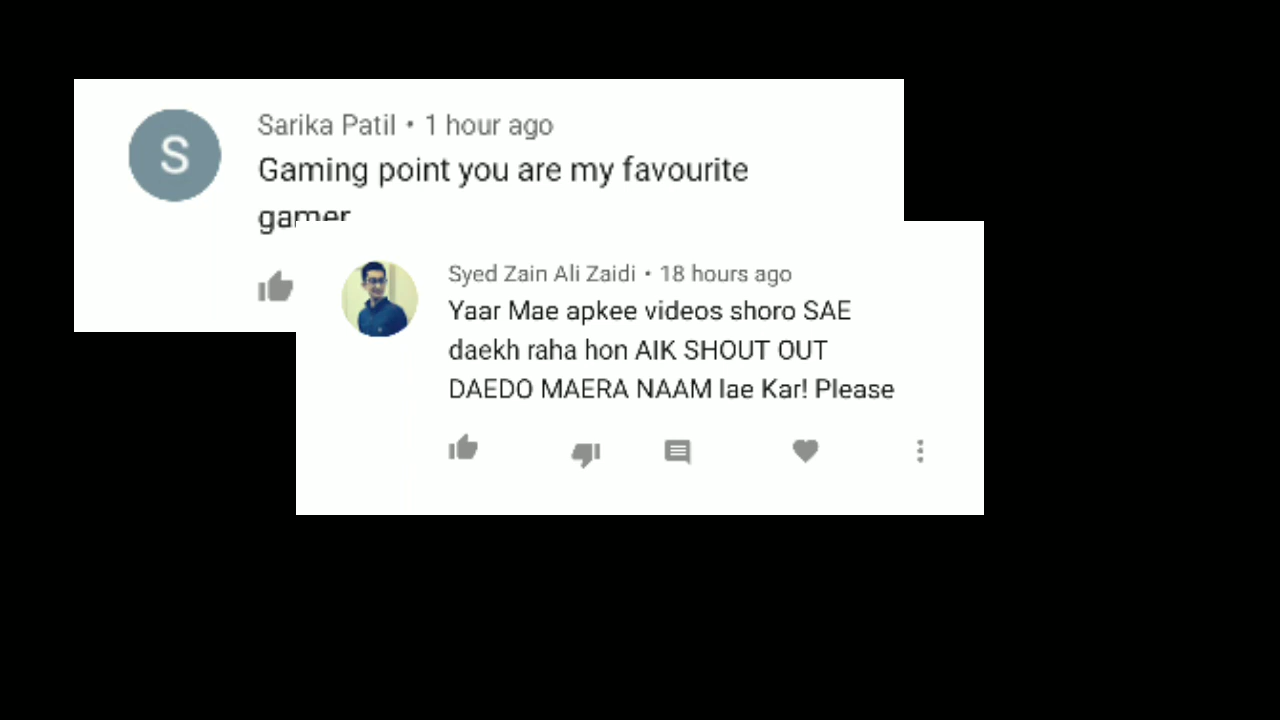 S
Sarika Patil • 1 hour ago
Gaming point you are my favourite
gamer
Syed Zain Ali Zaidi • 18 hours ago
Yaar Mae apkee videos shoro SAE
daekh raha hon AIK SHOUT OUT
DAEDO MAERA NAAM lae Kar! Please